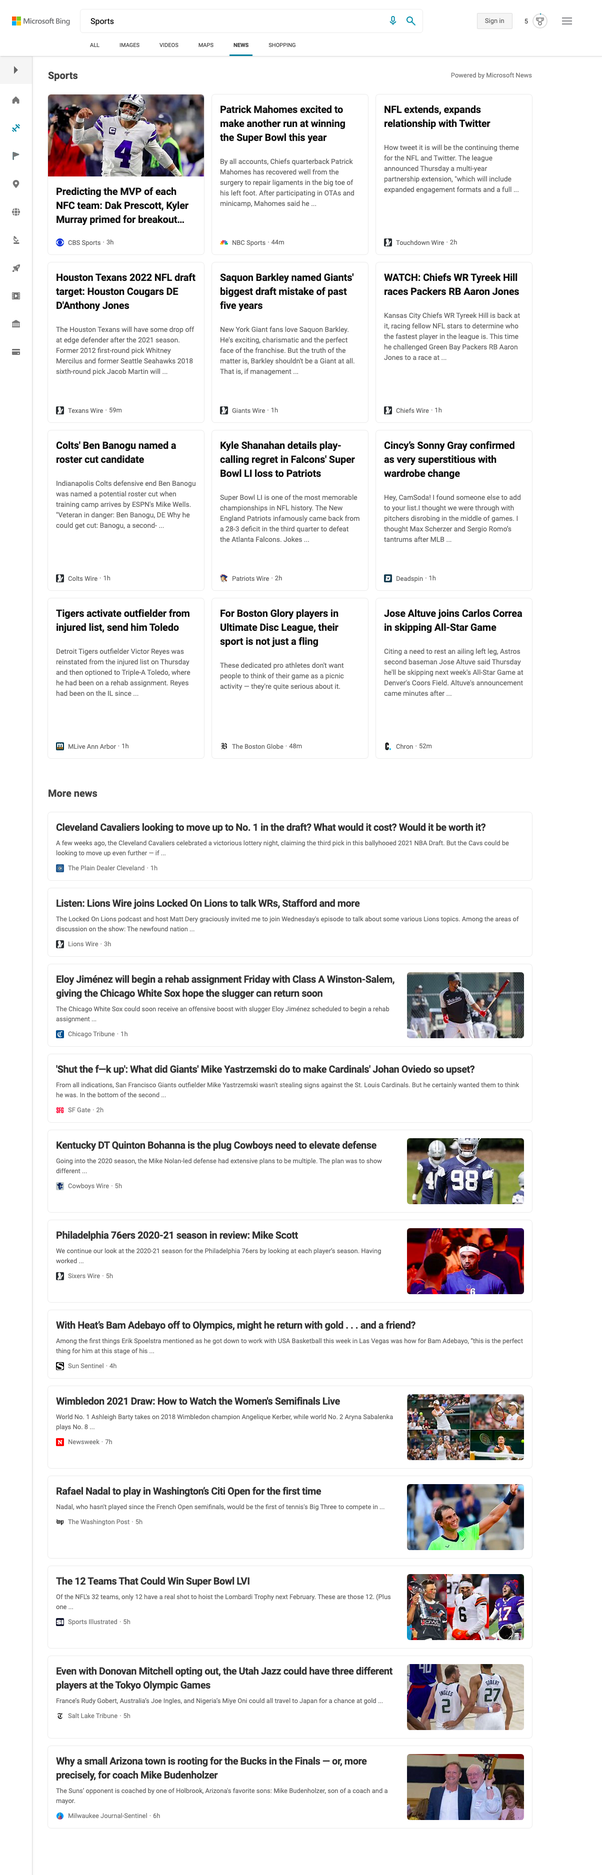 Microsoft Bing
Sports
Sign in
5
ALL
IMAGES
VIDEOS
MAPS
NEWS
SHOPPING
Sports
Powered by Microsoft News
Predicting the MVP of each
NFC team: Dak Prescott, Kyler
Murray primed for breakout...
CBS Sports · 3h
Patrick Mahomes excited to
make another run at winning
the Super Bowl this year
By all accounts, Chiefs quarterback Patrick
Mahomes has recovered well from the
surgery to repair ligaments in the big toe of
his left foot. After participating in OTAs and
minicamp, Mahomes said he ...
NBC Sports · 44m
NFL extends, expands
relationship with Twitter
How tweet it is will be the continuing theme
for the NFL and Twitter. The league
announced Thursday a multi-year
partnership extension, "which will include
expanded engagement formats and a full ...
Touchdown Wire · 2h
Houston Texans 2022 NFL draft
target: Houston Cougars DE
D'Anthony Jones
The Houston Texans will have some drop off
at edge defender after the 2021 season.
Former 2012 first-round pick Whitney
Mercilus and former Seattle Seahawks 2018
sixth-round pick Jacob Martin will ...
Texans Wire · 59m
Saquon Barkley named Giants'
biggest draft mistake of past
five years
New York Giant fans love Saquon Barkley.
He's exciting, charismatic and the perfect
face of the franchise. But the truth of the
matter is, Barkley shouldn't be a Giant at all.
That is, if management ...
Giants Wire · 1h
WATCH: Chiefs WR Tyreek Hill
races Packers RB Aaron Jones
Kansas City Chiefs WR Tyreek Hill is back at
it, racing fellow NFL stars to determine who
the fastest player in the league is. This time
he challenged Green Bay Packers RB Aaron
Jones to a race at ...
Chiefs Wire · 1h
Colts' Ben Banogu named a
roster cut candidate
Indianapolis Colts defensive end Ben Banogu
was named a potential roster cut when
training camp arrives by ESPN's Mike Wells.
"Veteran in danger: Ben Banogu, DE Why he
could get cut: Banogu, a second- ...
Colts Wire · 1h
Kyle Shanahan details play-
calling regret in Falcons' Super
Bowl LI loss to Patriots
Super Bowl LI is one of the most memorable
championships in NFL history. The New
England Patriots infamously came back from
a 28-3 deficit in the third quarter to defeat
the Atlanta Falcons. Jokes ...
Patriots Wire · 2h
Cincy's Sonny Gray confirmed
as very superstitious with
wardrobe change
Hey, CamSoda! I found someone else to add
to your list.I thought we were through with
pitchers disrobing in the middle of games. I
thought Max Scherzer and Sergio Romo's
tantrums after MLB ...
Deadspin · 1h
Tigers activate outfielder from
injured list, send him Toledo
Detroit Tigers outfielder Victor Reyes was
reinstated from the injured list on Thursday
and then optioned to Triple-A Toledo, where
he had been on a rehab assignment. Reyes
had been on the IL since ...
MLive Ann Arbor · 1h
For Boston Glory players in
Ultimate Disc League, their
sport is not just a fling
These dedicated pro athletes don't want
people to think of their game as a picnic
activity — they're quite serious about it.
The Boston Globe · 48m
Jose Altuve joins Carlos Correa
in skipping All-Star Game
Citing a need to rest an ailing left leg, Astros
second baseman Jose Altuve said Thursday
he'll be skipping next week's All-Star Game at
Denver's Coors Field. Altuve's announcement
came minutes after ...
Chron · 52m
More news
Cleveland Cavaliers looking to move up to No. 1 in the draft? What would it cost? Would it be worth it?
A few weeks ago, the Cleveland Cavaliers celebrated a victorious lottery night, claiming the third pick in this ballyhooed 2021 NBA Draft. But the Cavs could be
looking to move up even further — if ...
The Plain Dealer Cleveland · 1h
Listen: Lions Wire joins Locked On Lions to talk WRs, Stafford and more
The Locked On Lions podcast and host Matt Dery graciously invited me to join Wednesday's episode to talk about some various Lions topics. Among the areas of
discussion on the show: The newfound nation ...
Lions Wire · 3h
Eloy Jiménez will begin a rehab assignment Friday with Class A Winston-Salem,
giving the Chicago White Sox hope the slugger can return soon
The Chicago White Sox could soon receive an offensive boost with slugger Eloy Jiménez scheduled to begin a rehab
assignment ...
Chicago Tribune · 1h
'Shut the f—k up': What did Giants' Mike Yastrzemski do to make Cardinals' Johan Oviedo so upset?
From all indications, San Francisco Giants outfielder Mike Yastrzemski wasn't stealing signs against the St. Louis Cardinals. But he certainly wanted them to think
he was. In the bottom of the second ...
SF Gate · 2h
Kentucky DT Quinton Bohanna is the plug Cowboys need to elevate defense
Going into the 2020 season, the Mike Nolan-led defense had extensive plans to be multiple. The plan was to show
different ...
Cowboys Wire · 5h
Philadelphia 76ers 2020-21 season in review: Mike Scott
We continue our look at the 2020-21 season for the Philadelphia 76ers by looking at each player's season. Having
worked ...
Sixers Wire · 5h
With Heat's Bam Adebayo off to Olympics, might he return with gold . . . and a friend?
Among the first things Erik Spoelstra mentioned as he got down to work with USA Basketball this week in Las Vegas was how for Bam Adebayo, "this is the perfect
thing for him at this stage of his ...
Sun Sentinel · 4h
Wimbledon 2021 Draw: How to Watch the Women's Semifinals Live
World No. 1 Ashleigh Barty takes on 2018 Wimbledon champion Angelique Kerber, while world No. 2 Aryna Sabalenka
plays No. 8 ...
Newsweek · 7h
Rafael Nadal to play in Washington's Citi Open for the first time
Nadal, who hasn't played since the French Open semifinals, would be the first of tennis's Big Three to compete in ...
The Washington Post · 5h
The 12 Teams That Could Win Super Bowl LVI
Of the NFL's 32 teams, only 12 have a real shot to hoist the Lombardi Trophy next February. These are those 12. (Plus
one ...
Sports Illustrated · 5h
Even with Donovan Mitchell opting out, the Utah Jazz could have three different
players at the Tokyo Olympic Games
France's Rudy Gobert, Australia's Joe Ingles, and Nigeria's Miye Oni could all travel to Japan for a chance at gold ...
Salt Lake Tribune · 5h
Why a small Arizona town is rooting for the Bucks in the Finals — or, more
precisely, for coach Mike Budenholzer
The Suns' opponent is coached by one of Holbrook, Arizona's favorite sons: Mike Budenholzer, son of a coach and a
mayor.
Milwaukee Journal-Sentinel · 6h